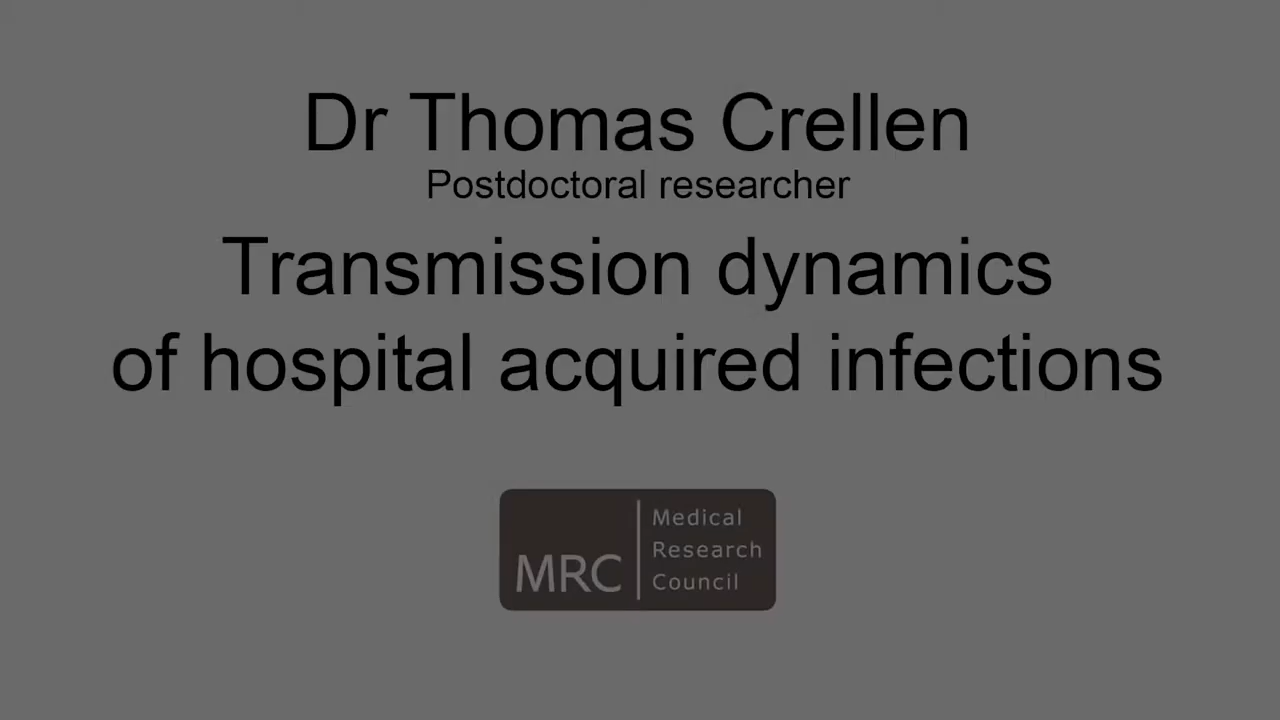 Dr Thomas Crellen
Postdoctoral researcher
Transmission dynamics
of hospital acquired infections
MRC
Medical
Research
Council